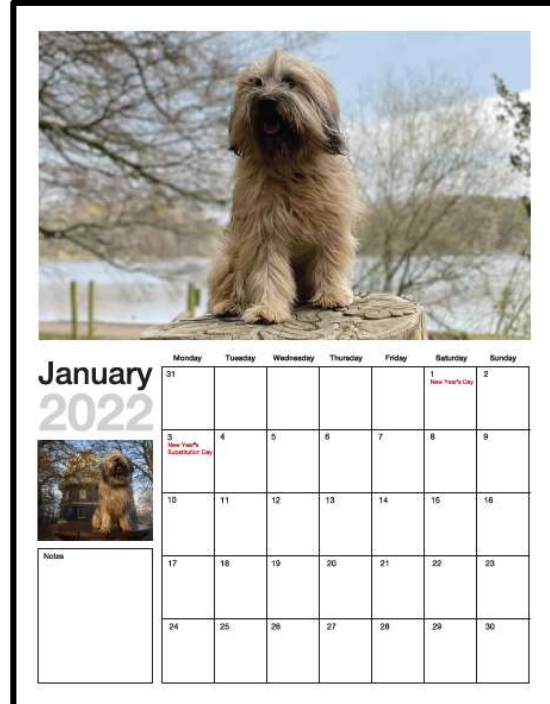 January
2022
Notes
Monday Tuesday Wednesday Thursday Friday Saturday Sunday
31 1 2
New Year's Day
3 4 5 6 7 8 9
New Year's
Substitution Day
10 11 12 13 14 15 16
17 18 19 20 21 22 23
24 25 26 27 28 29 30